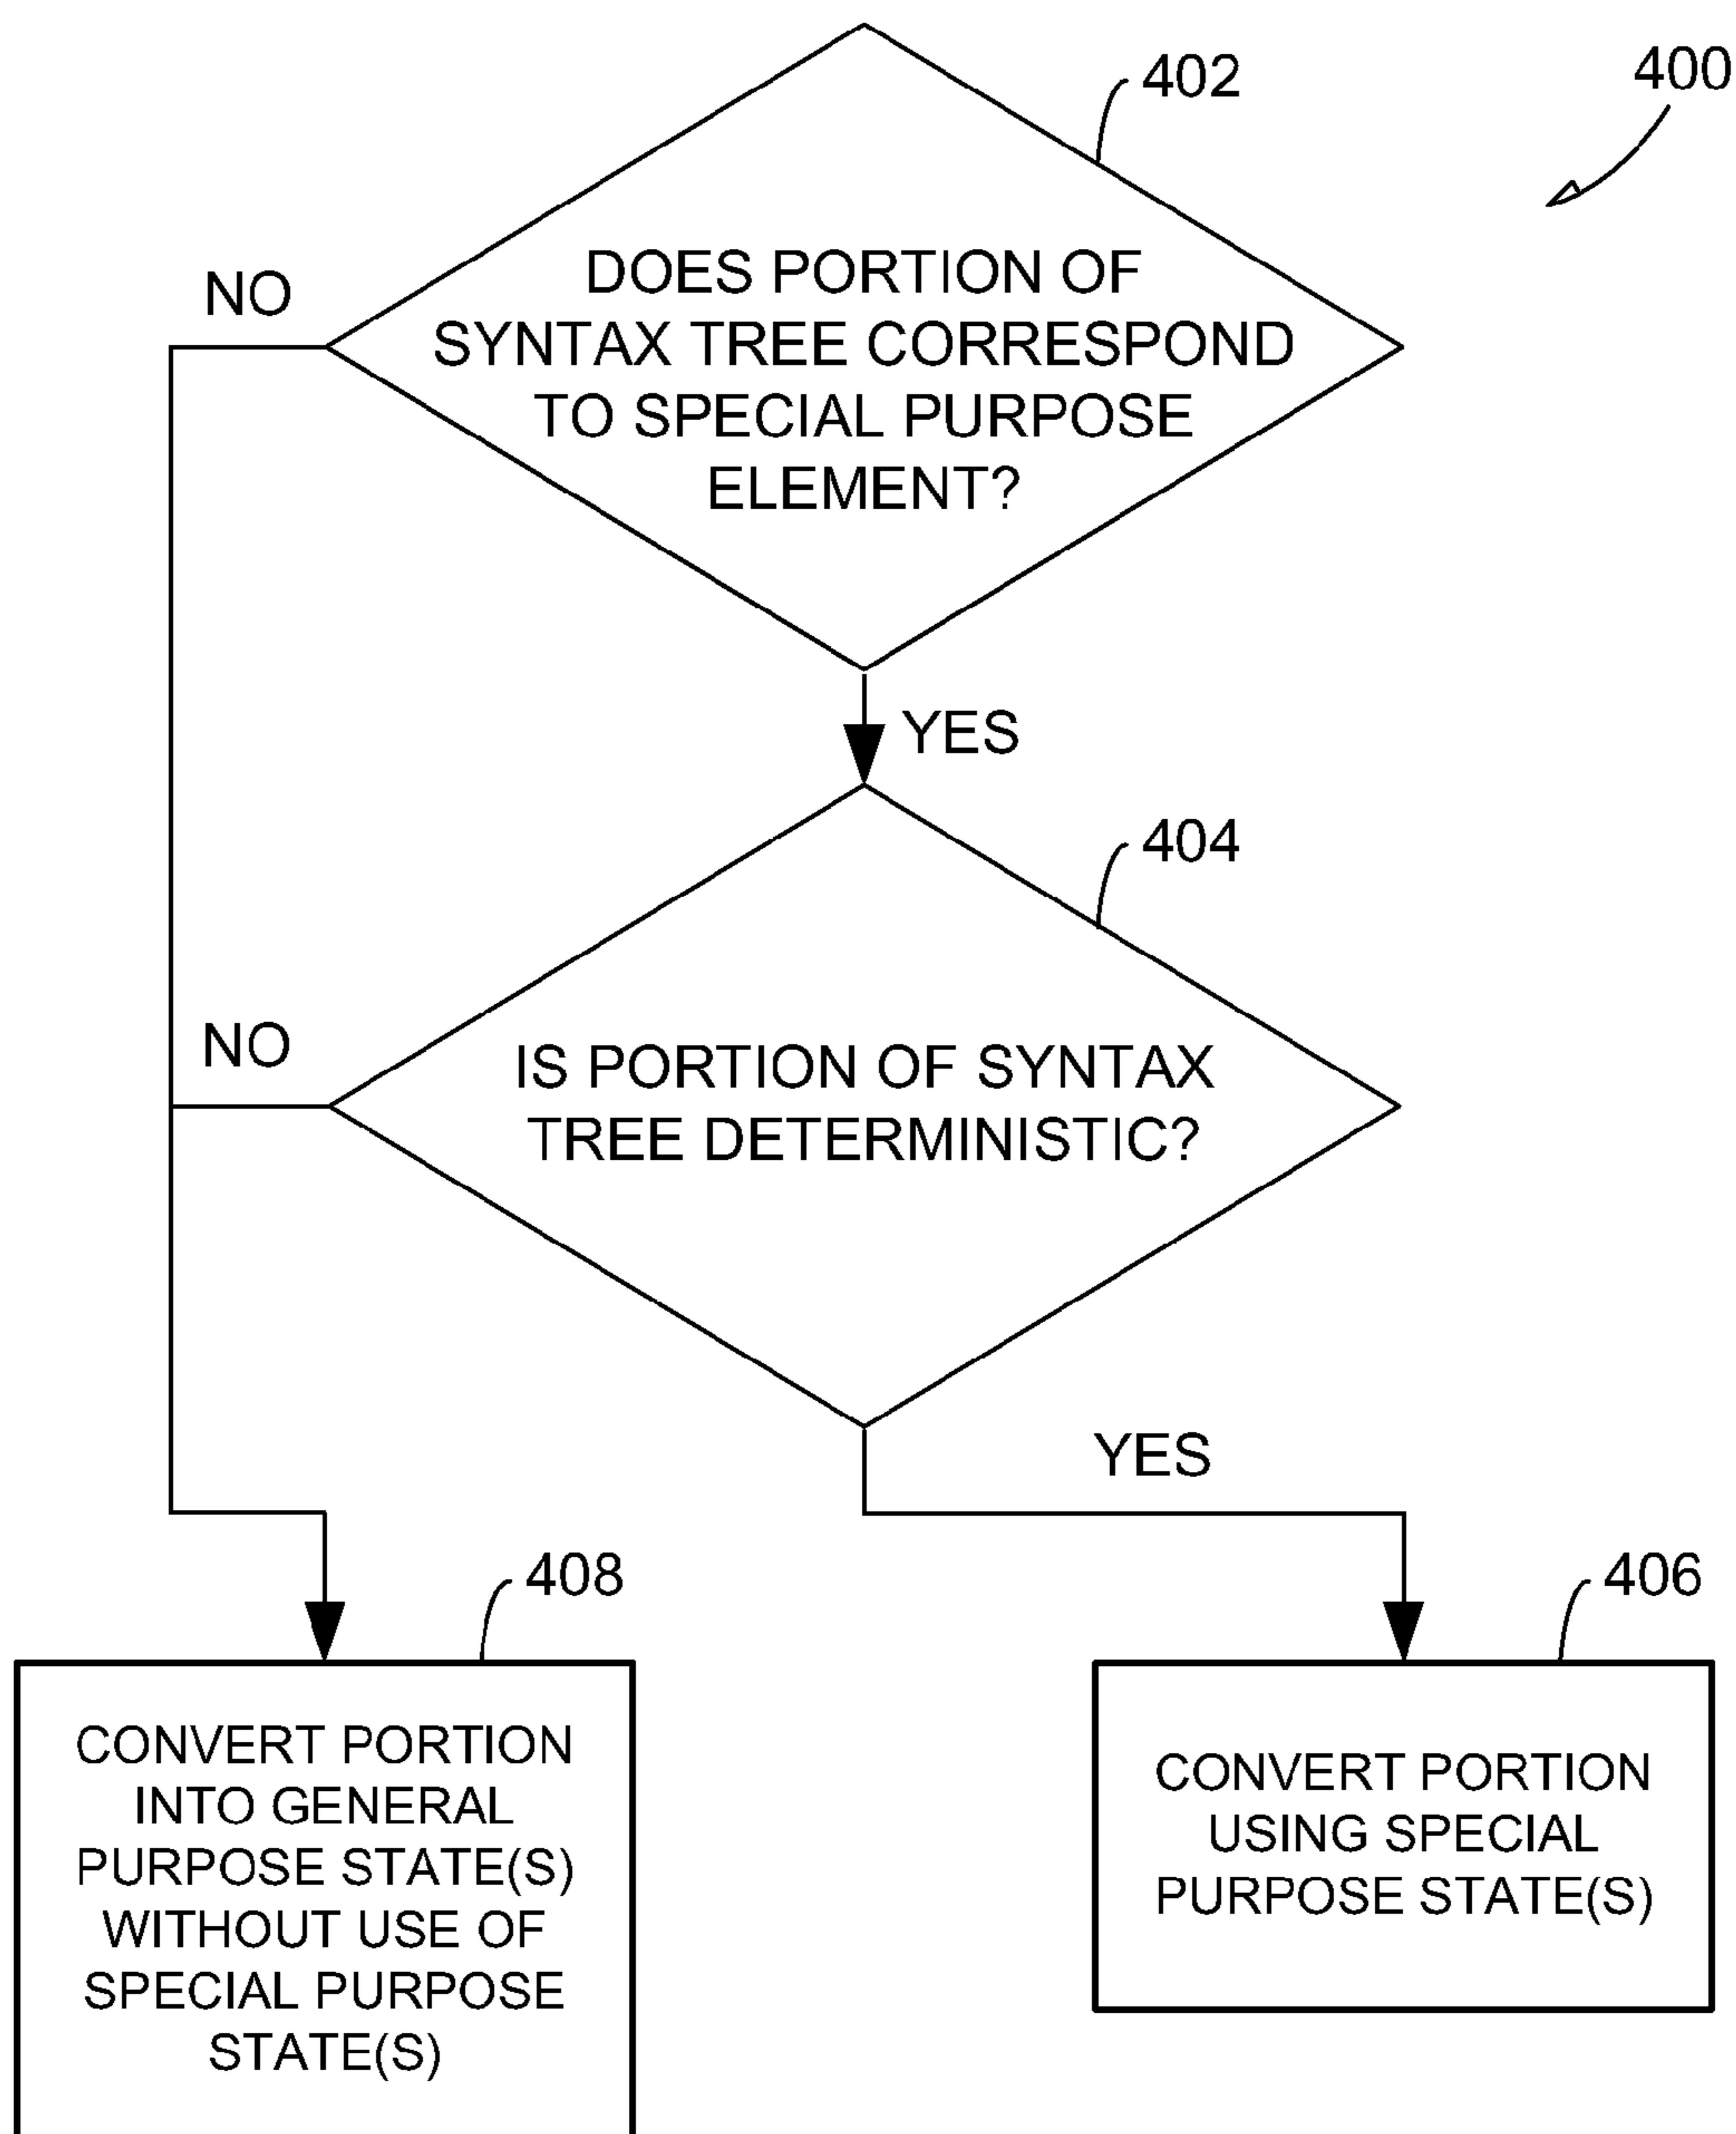 402
400
DOES PORTION OF
SYNTAX TREE CORRESPOND
TO SPECIAL PURPOSE
ELEMENT?
NO
YES
404
NO
IS PORTION OF SYNTAX
TREE DETERMINISTIC?
YES
408
406
CONVERT PORTION
INTO GENERAL
PURPOSE STATE(S)
WITHOUT USE OF
SPECIAL PURPOSE
STATE(S)
CONVERT PORTION
USING SPECIAL
PURPOSE STATE(S)